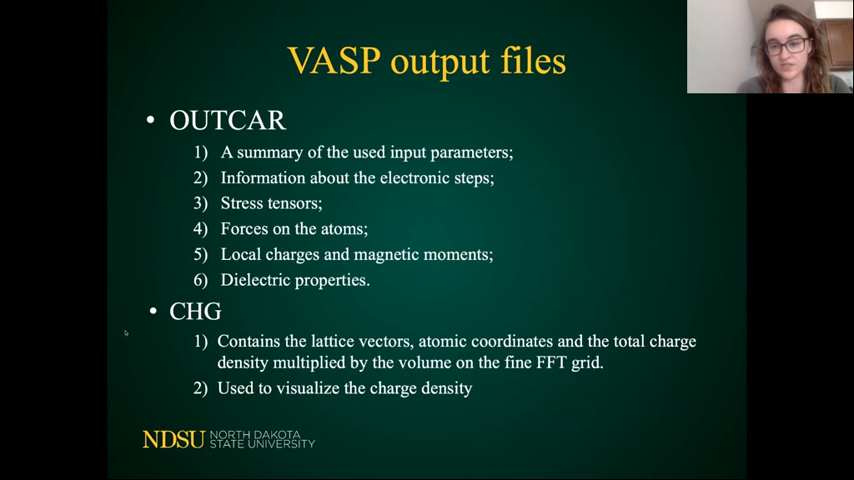 VASP output files
• OUTCAR
1) A summary of the used input parameters;
2) Information about the electronic steps;
3) Stress tensors;
4) Forces on the atoms;
5) Local charges and magnetic moments;
6) Dielectric properties.
• CHG
1) Contains the lattice vectors, atomic coordinates and the total charge
density multiplied by the volume on the fine FFT grid.
2) Used to visualize the charge density
NDSU NORTH DAKOTA
STATE UNIVERSITY